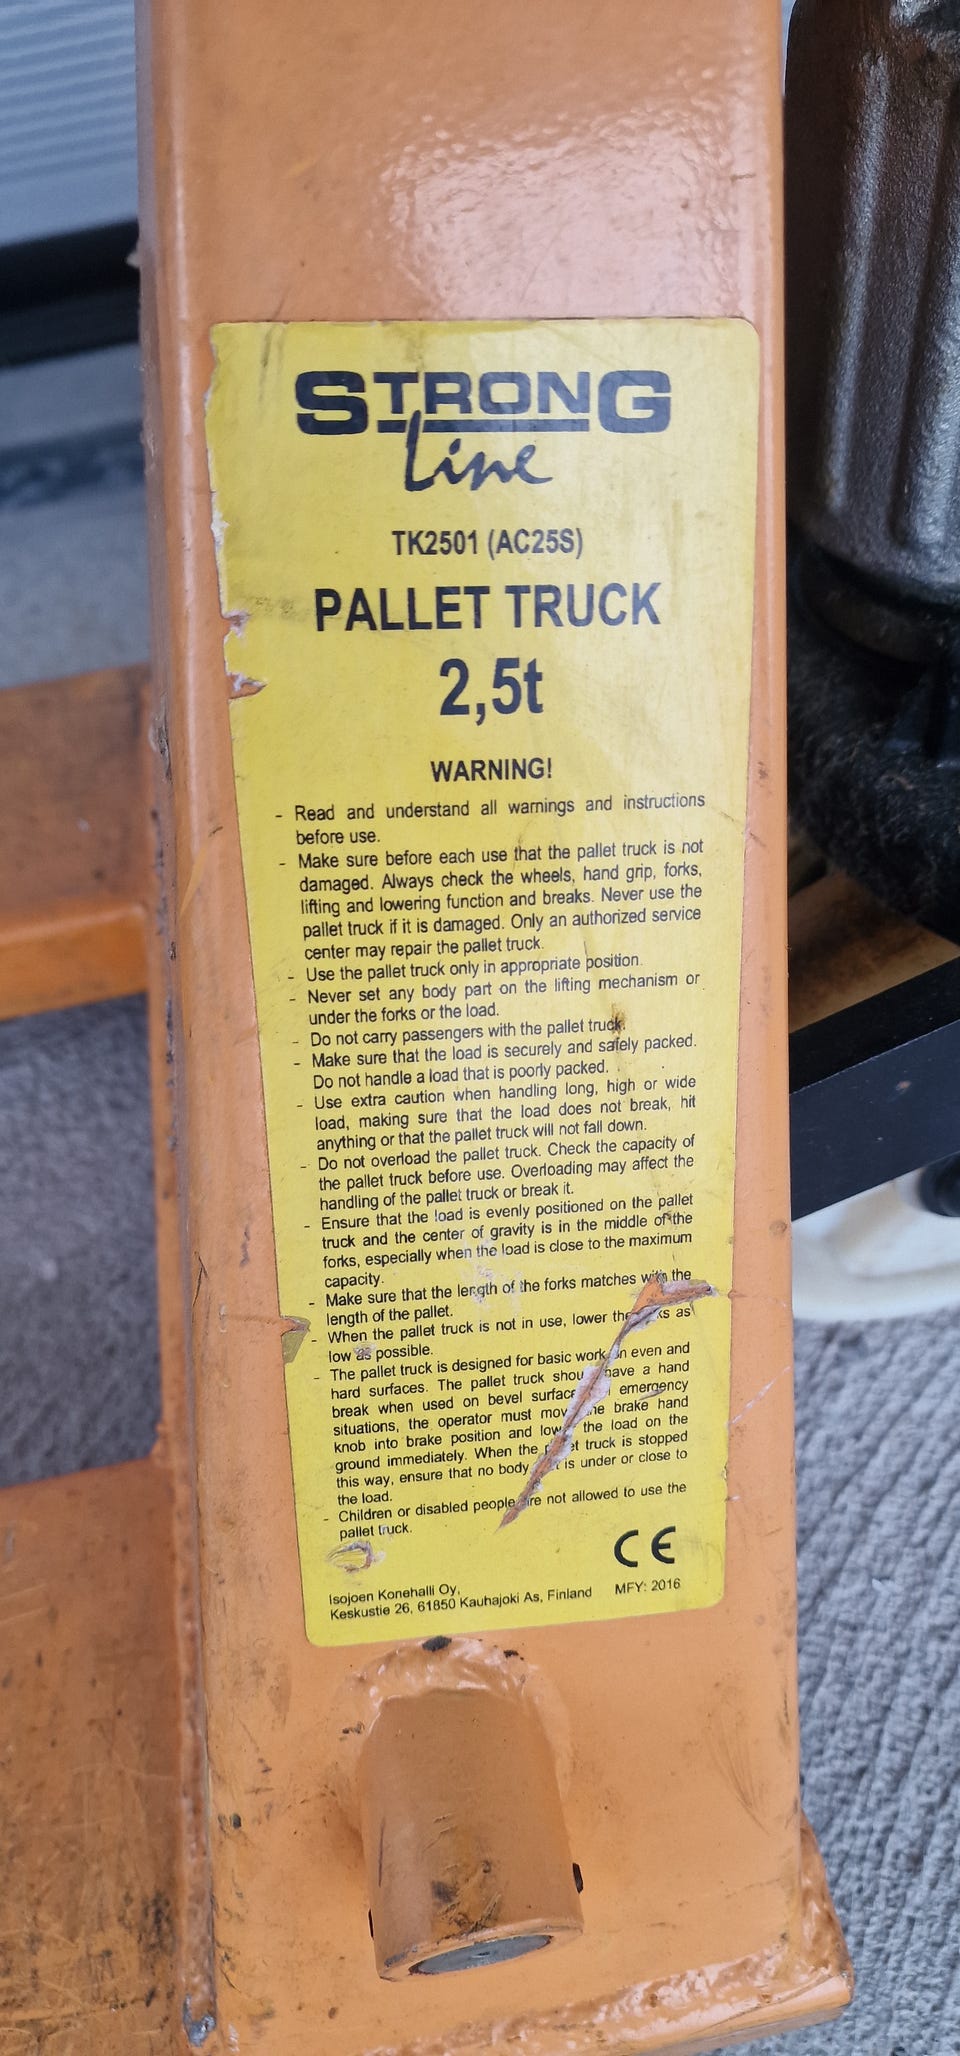 STRONG
Line
TK2501 (AC25S)
PALLET TRUCK
2,5t
WARNING!
- Read and understand all warnings and instructions
before use.
- Make sure before each use that the pallet truck is not
damaged. Always check the wheels, hand grip, forks,
lifting and lowering function and breaks. Never use the
pallet truck if it is damaged. Only an authorized service
center may repair the pallet truck.
- Use the pallet truck only in appropriate position.
- Never set any body part on the lifting mechanism or
under the forks or the load.
- Do not carry passengers with the pallet truck.
- Make sure that the load is securely and safely packed.
Do not handle a load that is poorly packed.
- Use extra caution when handling long, high or wide
load, making sure that the load does not break, hit
anything or that the pallet truck will not fall down.
- Do not overload the pallet truck. Check the capacity of
the pallet truck before use. Overloading may affect the
handling of the pallet truck or break it.
- Ensure that the load is evenly positioned on the pallet
truck and the center of gravity is in the middle of the
forks, especially when the load is close to the maximum
capacity.
- Make sure that the length of the forks matches with the
length of the pallet.
- When the pallet truck is not in use, lower the as
low as possible.
- The pallet truck is designed for basic work on even and
hard surfaces. The pallet truck have a hand
break when used on bevel emergency
situations, the operator must the brake hand
knob into brake position and the load on the
ground immediately. When the truck is stopped
this way, ensure that no body is under or close to
the load.
- Children or disabled people are not allowed to use the
pallet truck.
CE
Isojoen Konehalli Oy,
Keskustie 26, 61850 Kauhajoki As, Finland MFY: 2016